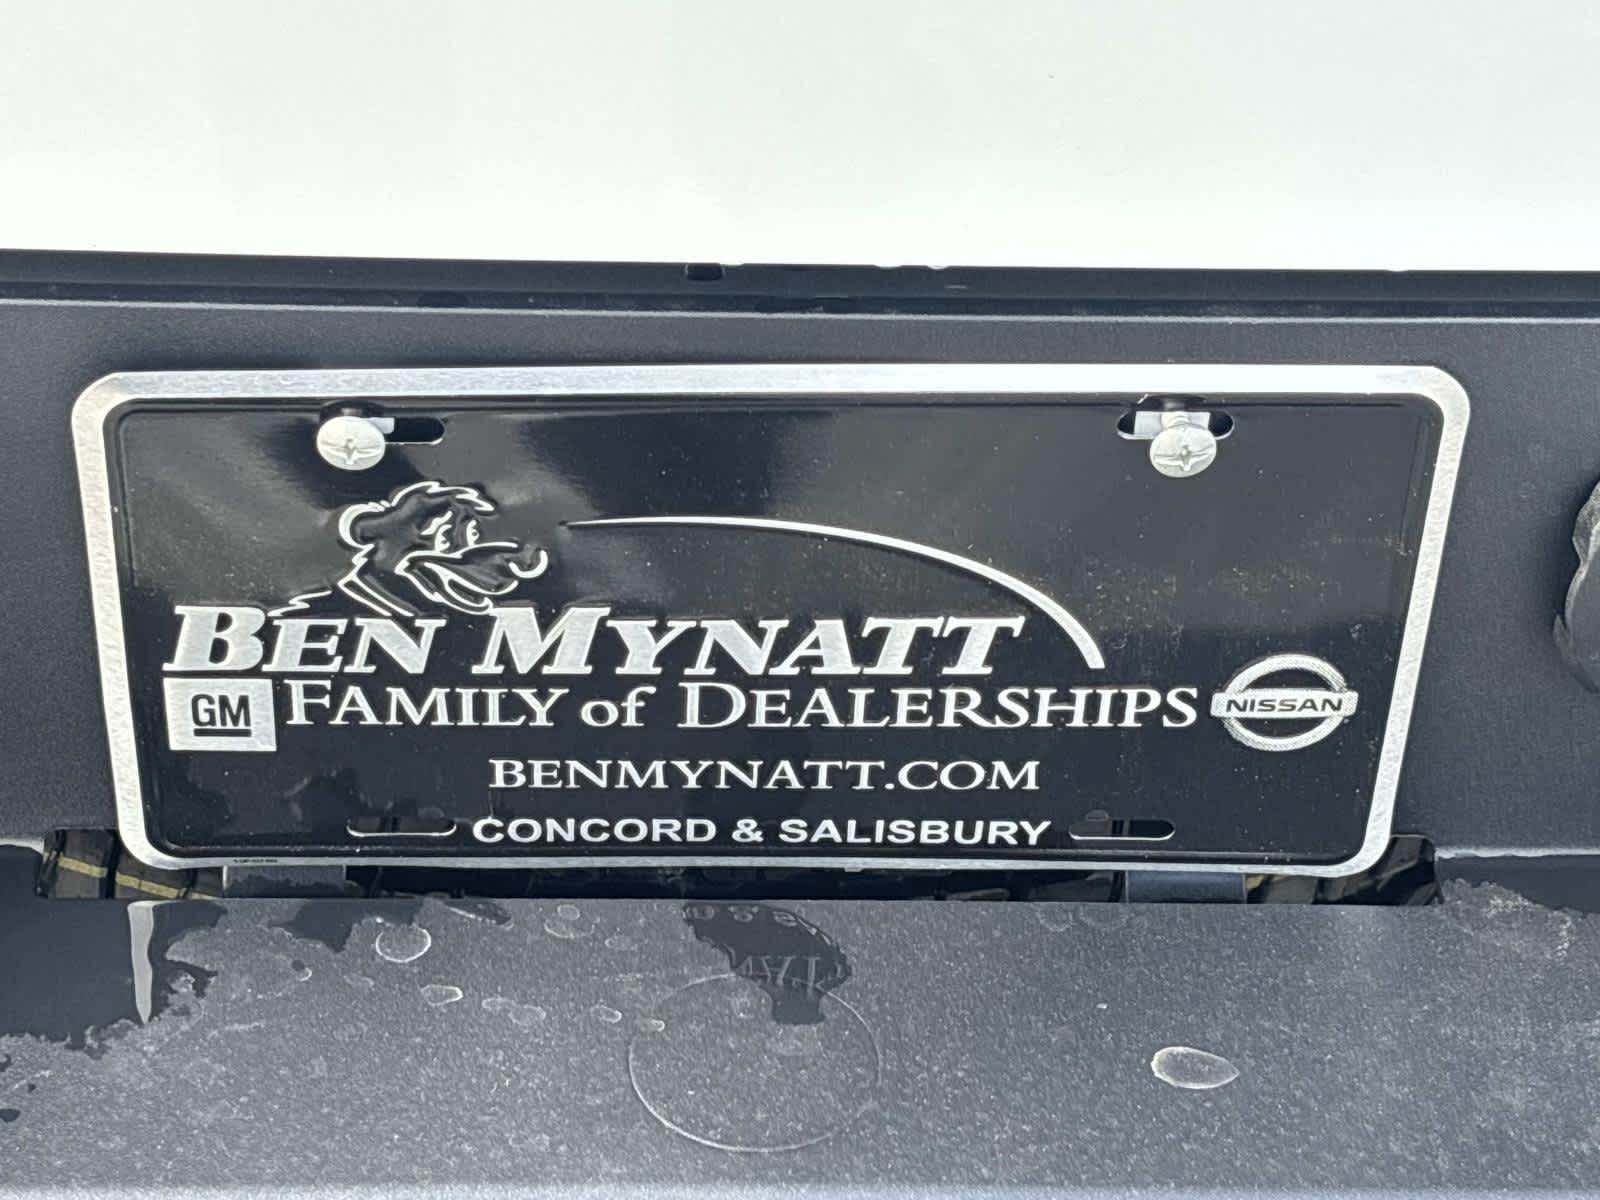 BEN MYNATT
GM FAMILY of DEALERSHIPS NISSAN
BENMYNATT.COM
CONCORD & SALISBURY